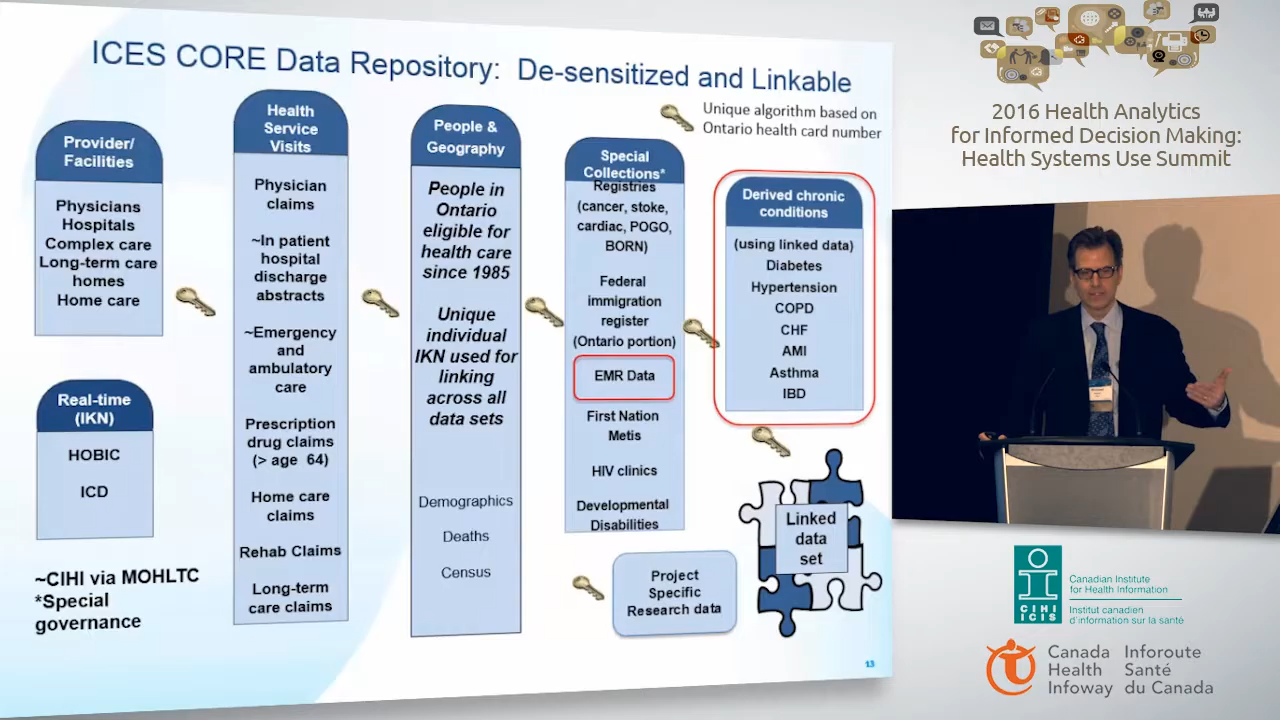 ICES CORE Data Repository: De-sensitized and Linkable
Unique algorithm based on
Ontario health card number
Provider/
Facilities
Physicians
Hospitals
Complex care
Long-term care
homes
Home care
Real-time
(IKN)
HOBIC
ICD
~CIHI via MOHLTC
*Special
governance
Health
Service
Visits
Physician
claims
~In patient
hospital
discharge
abstracts
~Emergency
and
ambulatory
care
Prescription
drug claims
(> age 64)
Home care
claims
Rehab Claims
Long-term
care claims
People &
Geography
People in
Ontario
eligible for
health care
since 1985
Unique
individual
IKN used for
linking
across all
data sets
Demographics
Deaths
Census
Special
Collections*
Registries
(cancer, stoke,
cardiac, POGO,
BORN)
Federal
immigration
register
(Ontario portion)
EMR Data
First Nation
Metis
HIV clinics
Developmental
Disabilities
Project
Specific
Research data
Derived chronic
conditions
(using linked data)
Diabetes
Hypertension
COPD
CHF
AMI
Asthma
IBD
Linked
data
set
13
2016 Health Analytics
for Informed Decision Making:
Health Systems Use Summit
CIHI
ICIS
Canadian Institute
for Health Information
Institut canadien
d'information sur la santé
Canada
Health
Infoway
Inforoute
Santé
du Canada